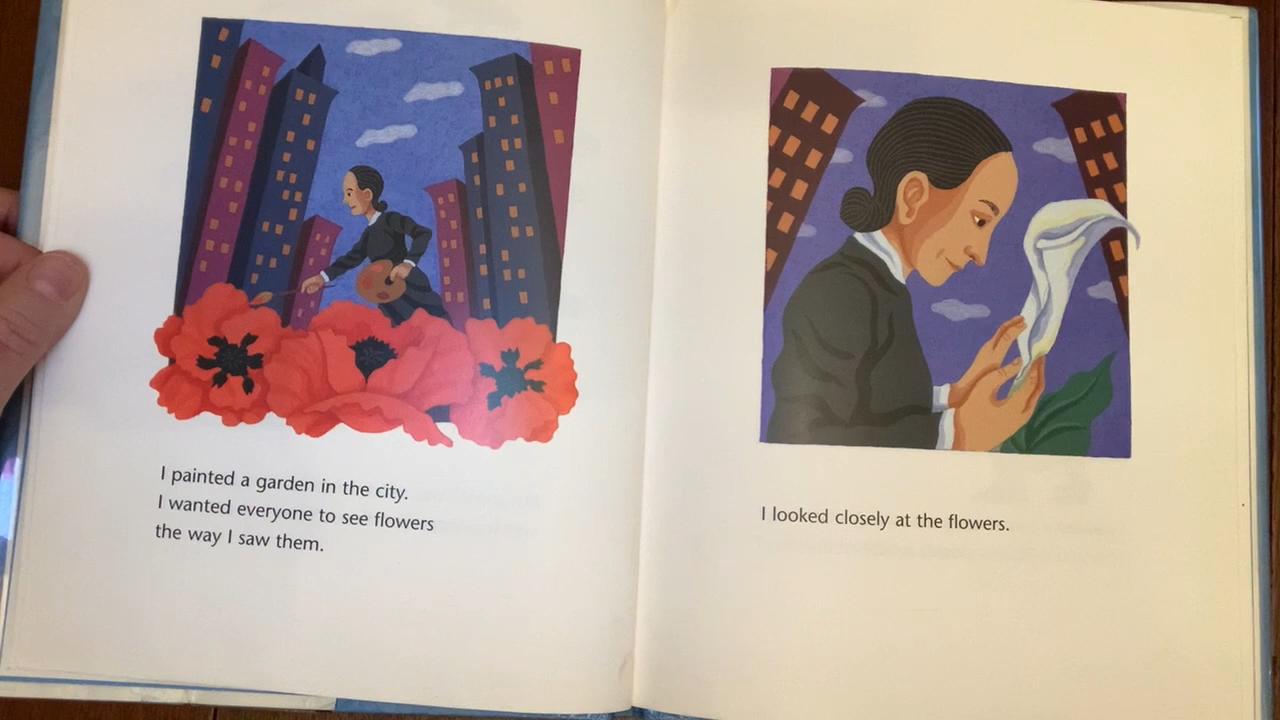 I painted a garden in the city.
I wanted everyone to see flowers
the way I saw them.
I looked closely at the flowers.